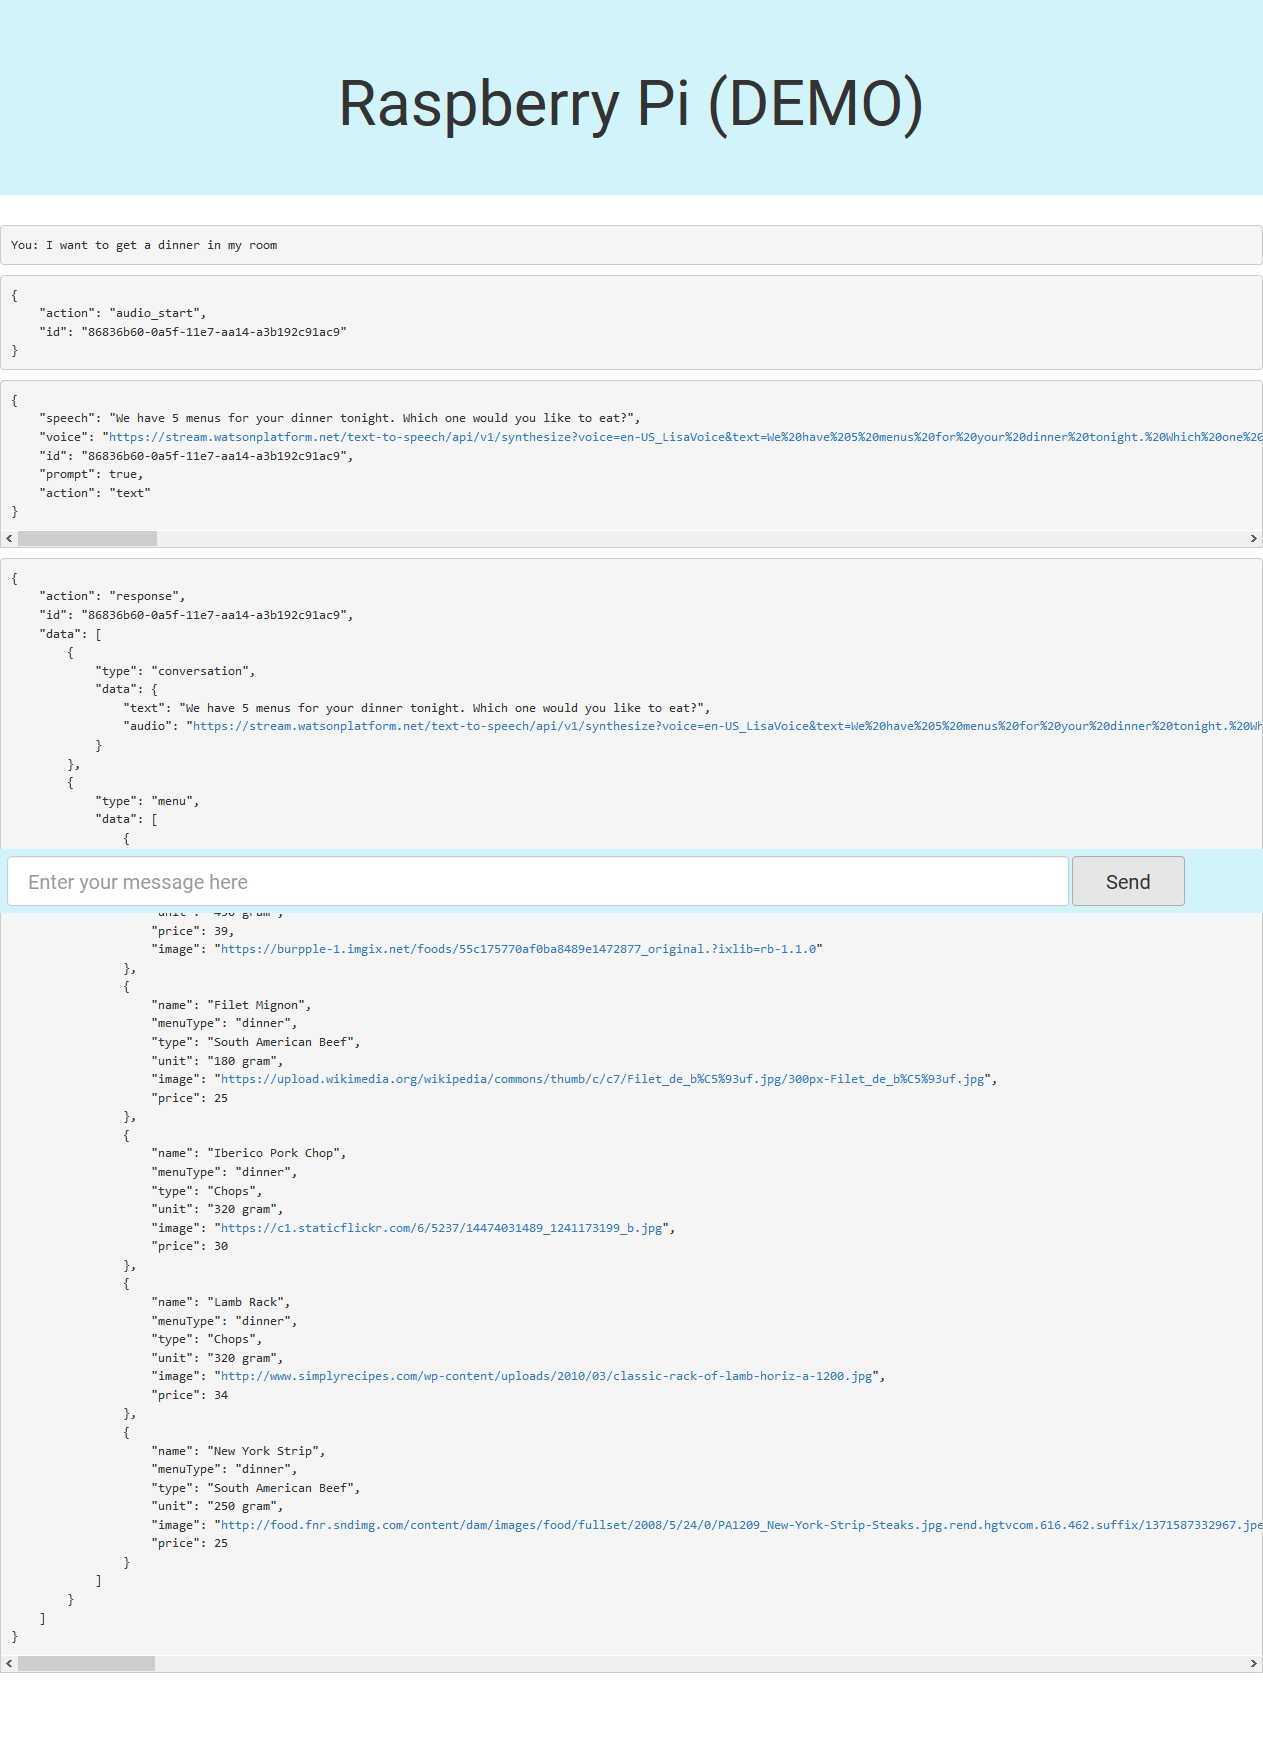 Raspberry Pi (DEMO)
You: I want to get a dinner in my room
{
    "action": "audio_start",
    "id": "86836b60-0a5f-11e7-aa14-a3b192c91ac9"
}
{
    "speech": "We have 5 menus for your dinner tonight. Which one would you like to eat?",
    "voice": "https://stream.watsonplatform.net/text-to-speech/api/v1/synthesize?voice=en-US_LisaVoice&text=We%20have%205%20menus%20for%20your%20dinner%20tonight.%20Which%20one%20
    "id": "86836b60-0a5f-11e7-aa14-a3b192c91ac9",
    "prompt": true,
    "action": "text"
}
{
    "action": "response",
    "id": "86836b60-0a5f-11e7-aa14-a3b192c91ac9",
    "data": [
        {
            "type": "conversation",
            "data": {
                "text": "We have 5 menus for your dinner tonight. Which one would you like to eat?",
                "audio": "https://stream.watsonplatform.net/text-to-speech/api/v1/synthesize?voice=en-US_LisaVoice&text=We%20have%205%20menus%20for%20your%20dinner%20tonight.%20Wh
            }
        },
        {
            "type": "menu",
            "data": [
                {
Enter your message here Send
                    "unit": "450 gram",
                    "price": 39,
                    "image": "https://burpple-1.imgix.net/foods/55c175770af0ba8489e1472877_original.?ixlib=rb-1.1.0"
                },
                {
                    "name": "Filet Mignon",
                    "menuType": "dinner",
                    "type": "South American Beef",
                    "unit": "180 gram",
                    "image": "https://upload.wikimedia.org/wikipedia/commons/thumb/c/c7/Filet_de_b%C5%93uf.jpg/300px-Filet_de_b%C5%93uf.jpg",
                    "price": 25
                },
                {
                    "name": "Iberico Pork Chop",
                    "menuType": "dinner",
                    "type": "Chops",
                    "unit": "320 gram",
                    "image": "https://c1.staticflickr.com/6/5237/14474031489_1241173199_b.jpg",
                    "price": 30
                },
                {
                    "name": "Lamb Rack",
                    "menuType": "dinner",
                    "type": "Chops",
                    "unit": "320 gram",
                    "image": "http://www.simplyrecipes.com/wp-content/uploads/2010/03/classic-rack-of-lamb-horiz-a-1200.jpg",
                    "price": 34
                },
                {
                    "name": "New York Strip",
                    "menuType": "dinner",
                    "type": "South American Beef",
                    "unit": "250 gram",
                    "image": "http://food.fnr.sndimg.com/content/dam/images/food/fullset/2008/5/24/0/PA1209_New-York-Strip-Steaks.jpg.rend.hgtvcom.616.462.suffix/1371587332967.jpe
                    "price": 25
                }
            ]
        }
    ]
}